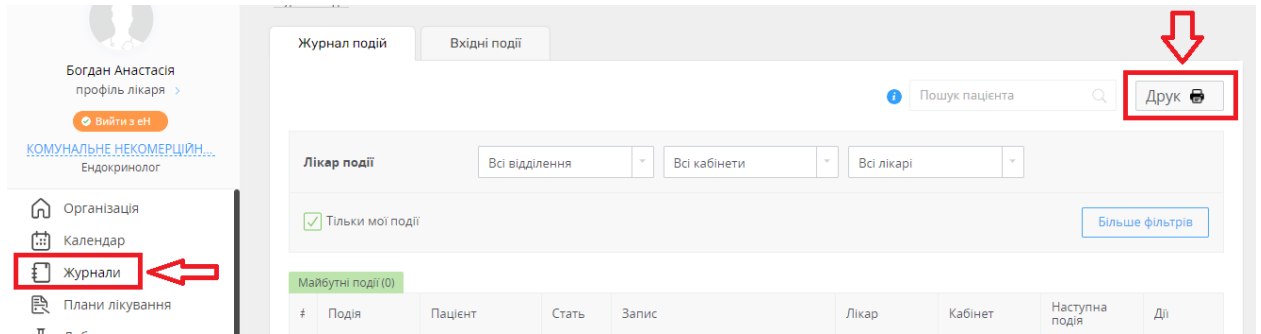 Журнал подій
Вхідні події
Богдан Анастасія
профіль лікаря
Вийти з еН
КОМУНАЛЬНЕ НЕКОМЕРЦІЙН...
Ендокринолог
Пошук пацієнта
Друк
Лікар події
Всі відділення
Всі кабінети
Всі лікарі
Організація
Календар
Журнали
Плани лікування
Тільки мої події
Більше фільтрів
Майбутні події (0)
# Подія Пацієнт Стать Запис Лікар Кабінет Наступна подія Дії